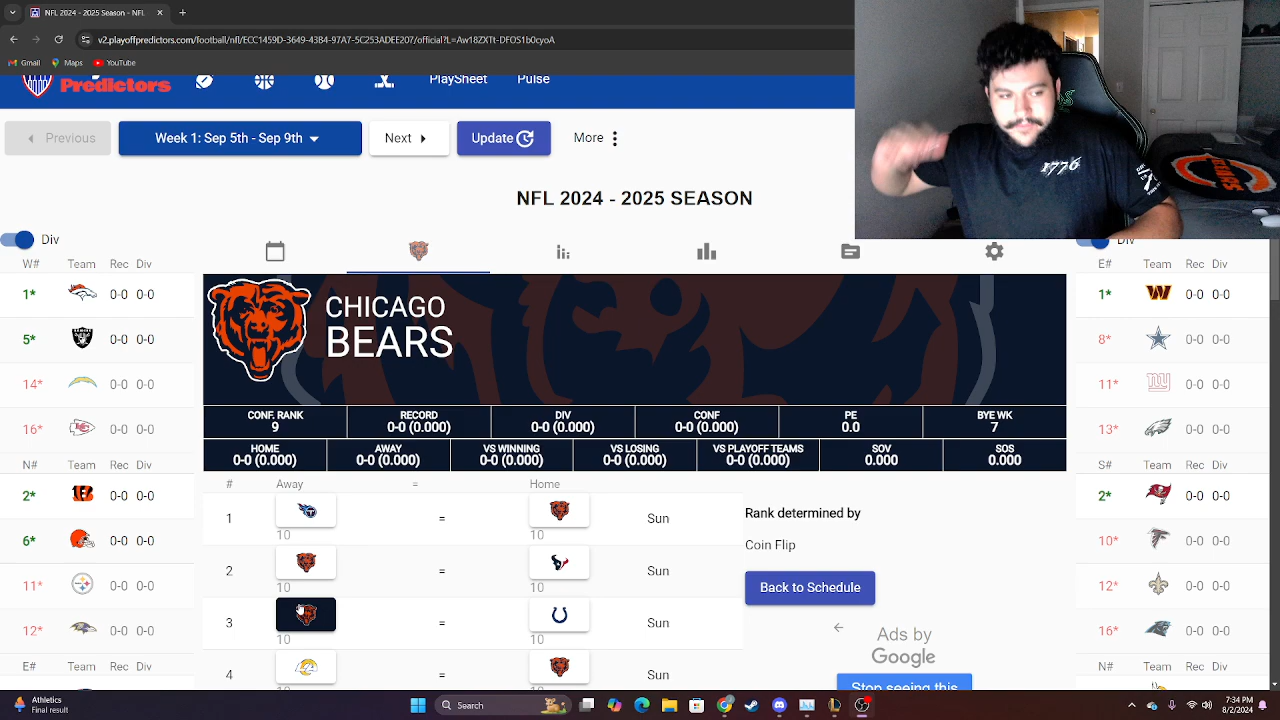 NFL 2024 - 2025 Season - NFL
v2.playoffpredictors.com/football/nfl/ECC1459D-3649-43B4-97A7-5C253ADEE207/official?L=Aw18ZXTt-DFOS1b0cyoA
Gmail Maps YouTube
Predictors PlaySheet Pulse
Previous Week 1: Sep 5th - Sep 9th Next Update More
1776
BEARS
NFL 2024 - 2025 SEASON
Div
Div
W# Team Rec Div
1* 0-0 0-0
5* 0-0 0-0
14* 0-0 0-0
16* 0-0 0-0
N# Team Rec Div
2* 0-0 0-0
6* 0-0 0-0
11* 0-0 0-0
12* 0-0 0-0
E# Team Rec Div
CHICAGO
BEARS
CONF. RANK RECORD DIV CONF PE BYE WK
9 0-0 (0.000) 0-0 (0.000) 0-0 (0.000) 0.0 7
HOME AWAY VS WINNING VS LOSING VS PLAYOFF TEAMS SOV SOS
0-0 (0.000) 0-0 (0.000) 0-0 (0.000) 0-0 (0.000) 0-0 (0.000) 0.000 0.000
# Away = Home
1 = Sun
10 10
2 = Sun
10 10
3 = Sun
10 10
4 = Sun
Rank determined by
Coin Flip
Back to Schedule
Ads by
Google
Stop seeing this
E# Team Rec Div
1* 0-0 0-0
8* 0-0 0-0
11* 0-0 0-0
13* 0-0 0-0
S# Team Rec Div
2* 0-0 0-0
10* 0-0 0-0
12* 0-0 0-0
16* 0-0 0-0
N# Team Rec Div
Athletics
Final result
Search
7:34 PM
8/2/2024